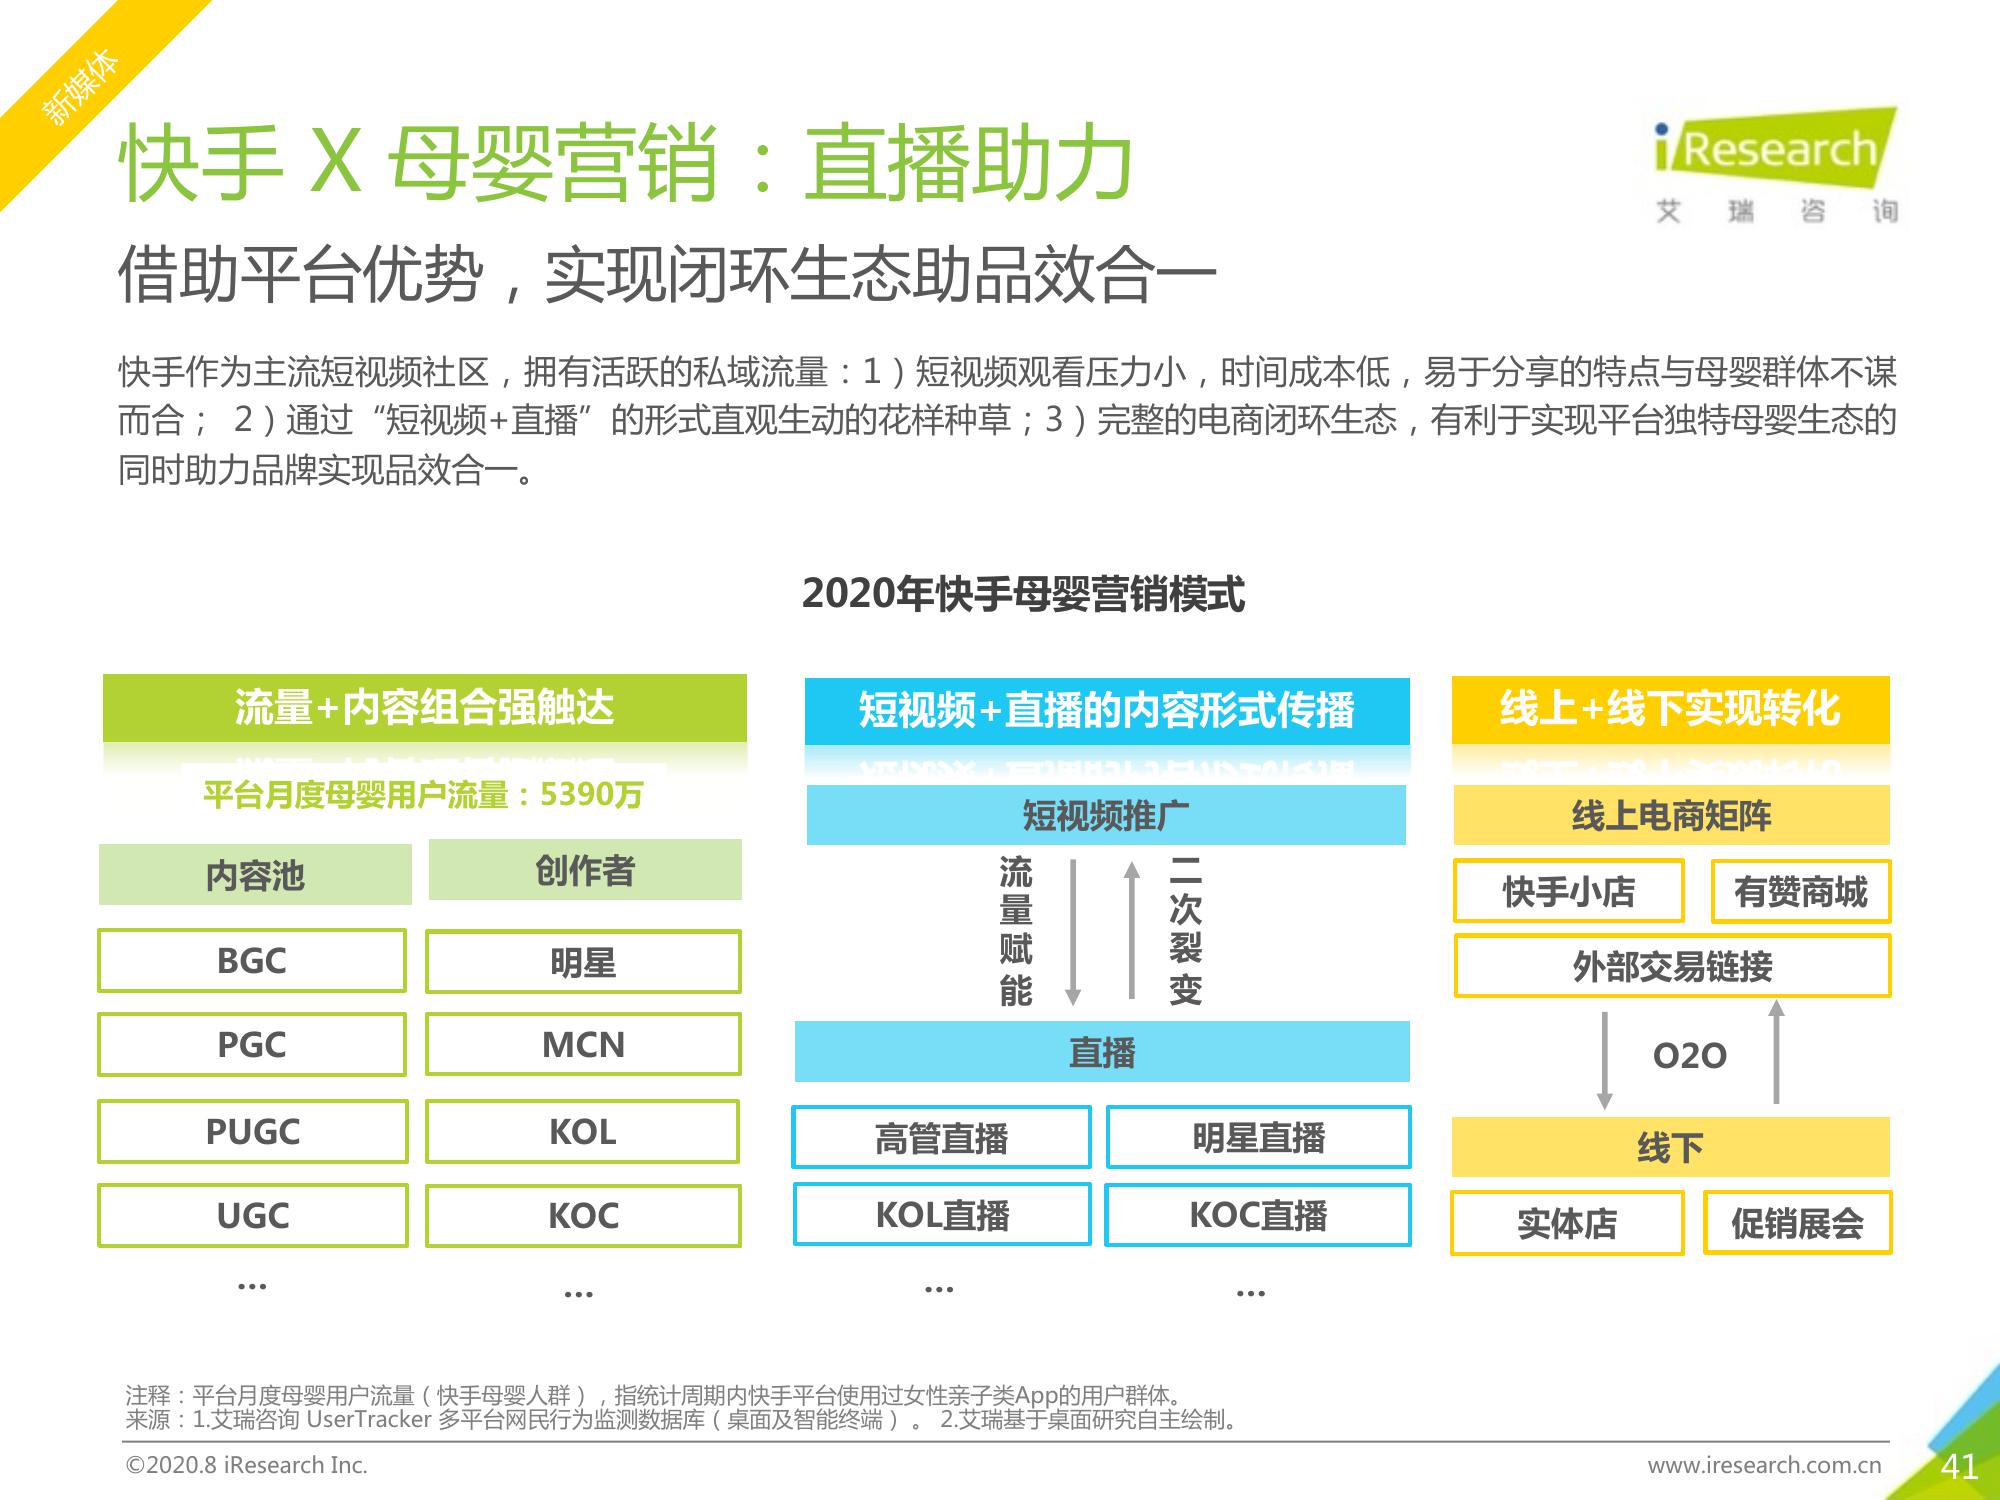 新媒体
快手 X 母婴营销：直播助力
iResearch
艾瑞咨询
借助平台优势，实现闭环生态助品效合一
快手作为主流短视频社区，拥有活跃的私域流量：1）短视频观看压力小，时间成本低，易于分享的特点与母婴群体不谋
而合； 2）通过“短视频+直播”的形式直观生动的花样种草；3）完整的电商闭环生态，有利于实现平台独特母婴生态的
同时助力品牌实现品效合一。
2020年快手母婴营销模式
流量+内容组合强触达
平台月度母婴用户流量：5390万
内容池
创作者
BGC
明星
PGC
MCN
PUGC
KOL
UGC
KOC
...
...
短视频+直播的内容形式传播
短视频推广
流量赋能
二次裂变
直播
高管直播
明星直播
KOL直播
KOC直播
...
...
线上+线下实现转化
线上电商矩阵
快手小店
有赞商城
外部交易链接
O2O
线下
实体店
促销展会
注释：平台月度母婴用户流量（快手母婴人群），指统计周期内快手平台使用过女性亲子类App的用户群体。
来源：1.艾瑞咨询 UserTracker 多平台网民行为监测数据库（桌面及智能终端）。 2.艾瑞基于桌面研究自主绘制。
©2020.8 iResearch Inc.
www.iresearch.com.cn
41